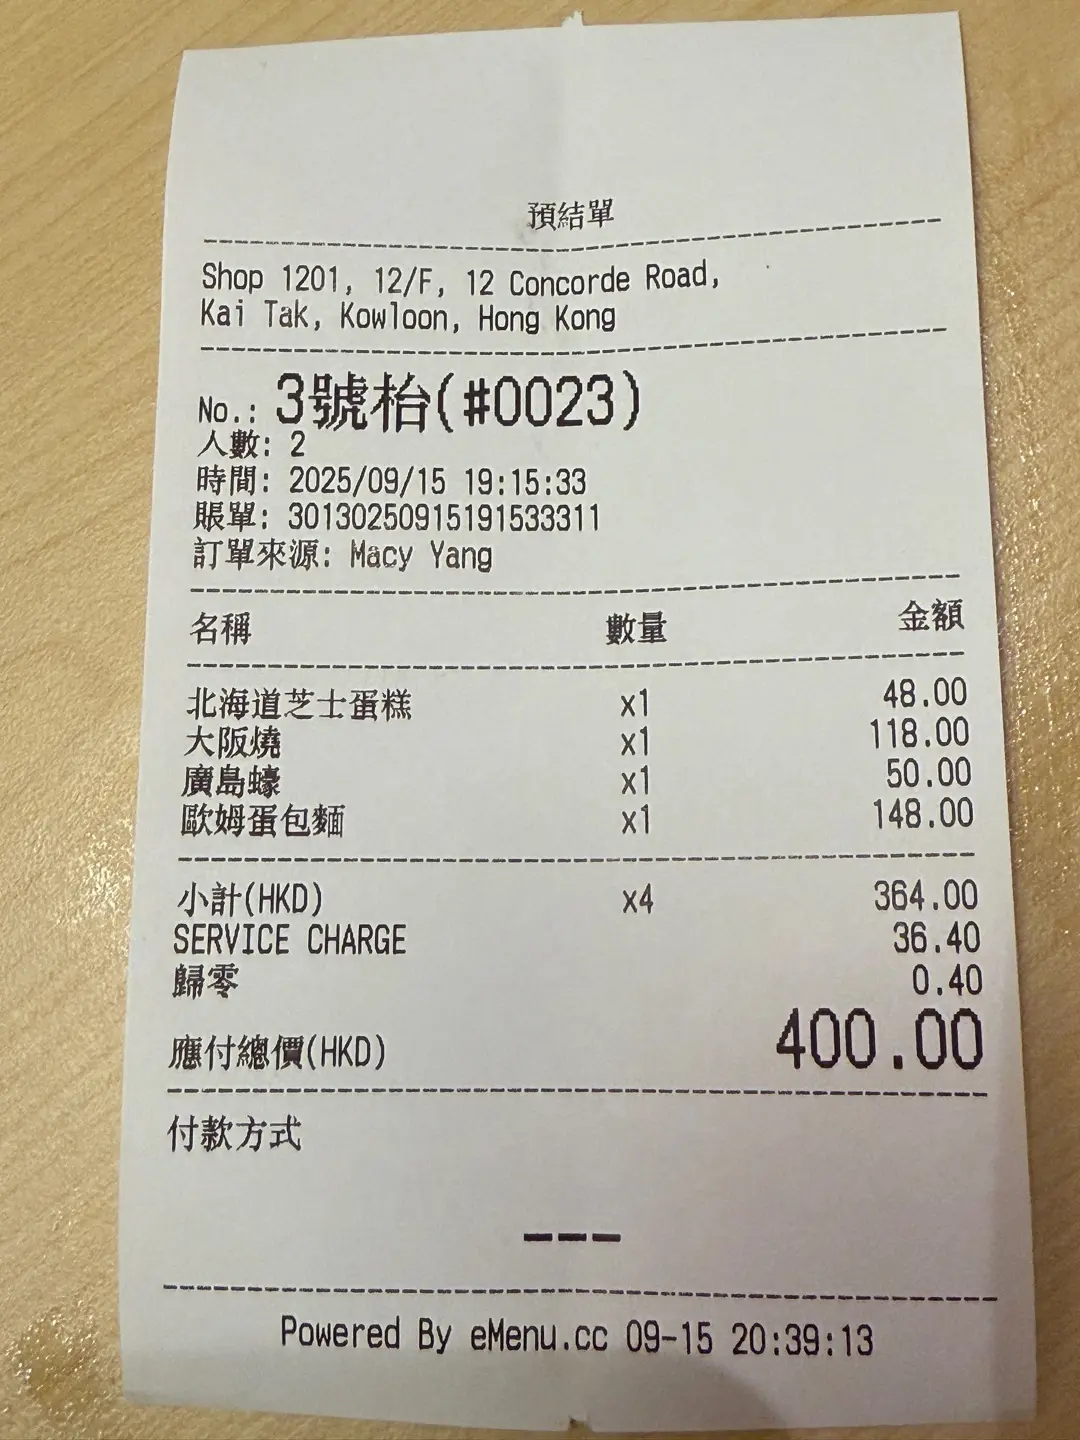 預结單
Shop 1201, 12/F, 12 Concorde Road,
Kai Tak, Kowloon, Hong Kong
No.: 3號枱(#0023)
人數: 2
時間: 2025/09/15 19:15:33
賬單: 30130250915191533311
訂單來源: Macy Yang
名稱 數量 金額
北海道芝士蛋糕 x1 48.00
大阪燒 x1 118.00
廣島蠔 x1 50.00
歐姆蛋包麵 x1 148.00
小計(HKD) x4 364.00
SERVICE CHARGE 36.40
歸零 0.40
應付總價(HKD) 400.00
付款方式
---
Powered By eMenu.cc 09-15 20:39:13